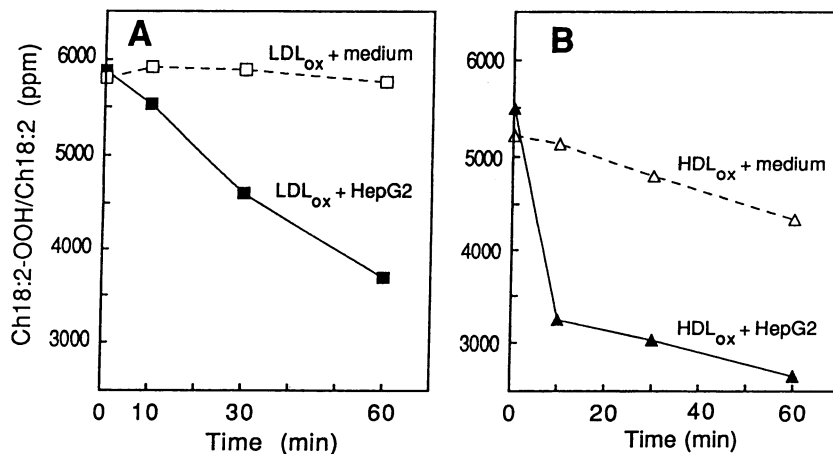 A
LDLox + medium
LDLox + HepG2
Ch18:2-OOH/Ch18:2 (ppm)
6000
5000
4000
3000
0 10 30 60
Time (min)
B
HDLox + medium
HDLox + HepG2
6000
5000
4000
3000
0 20 40 60
Time (min)